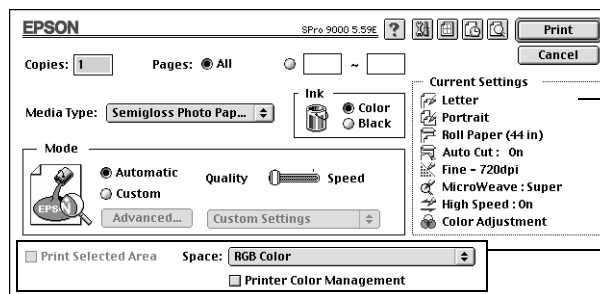 EPSON
SPro 9000 5.59E
?
Print
Copies: 1
Pages: All
~
Cancel
Media Type: Semigloss Photo Pap...
Ink
Color
Black
Mode
Automatic
Custom
Quality
Speed
Advanced...
Custom Settings
EPSON
Current Settings
Letter
Portrait
Roll Paper (44 in)
Auto Cut : On
Fine - 720dpi
MicroWeave : Super
High Speed : On
Color Adjustment
Print Selected Area
Space: RGB Color
Printer Color Management